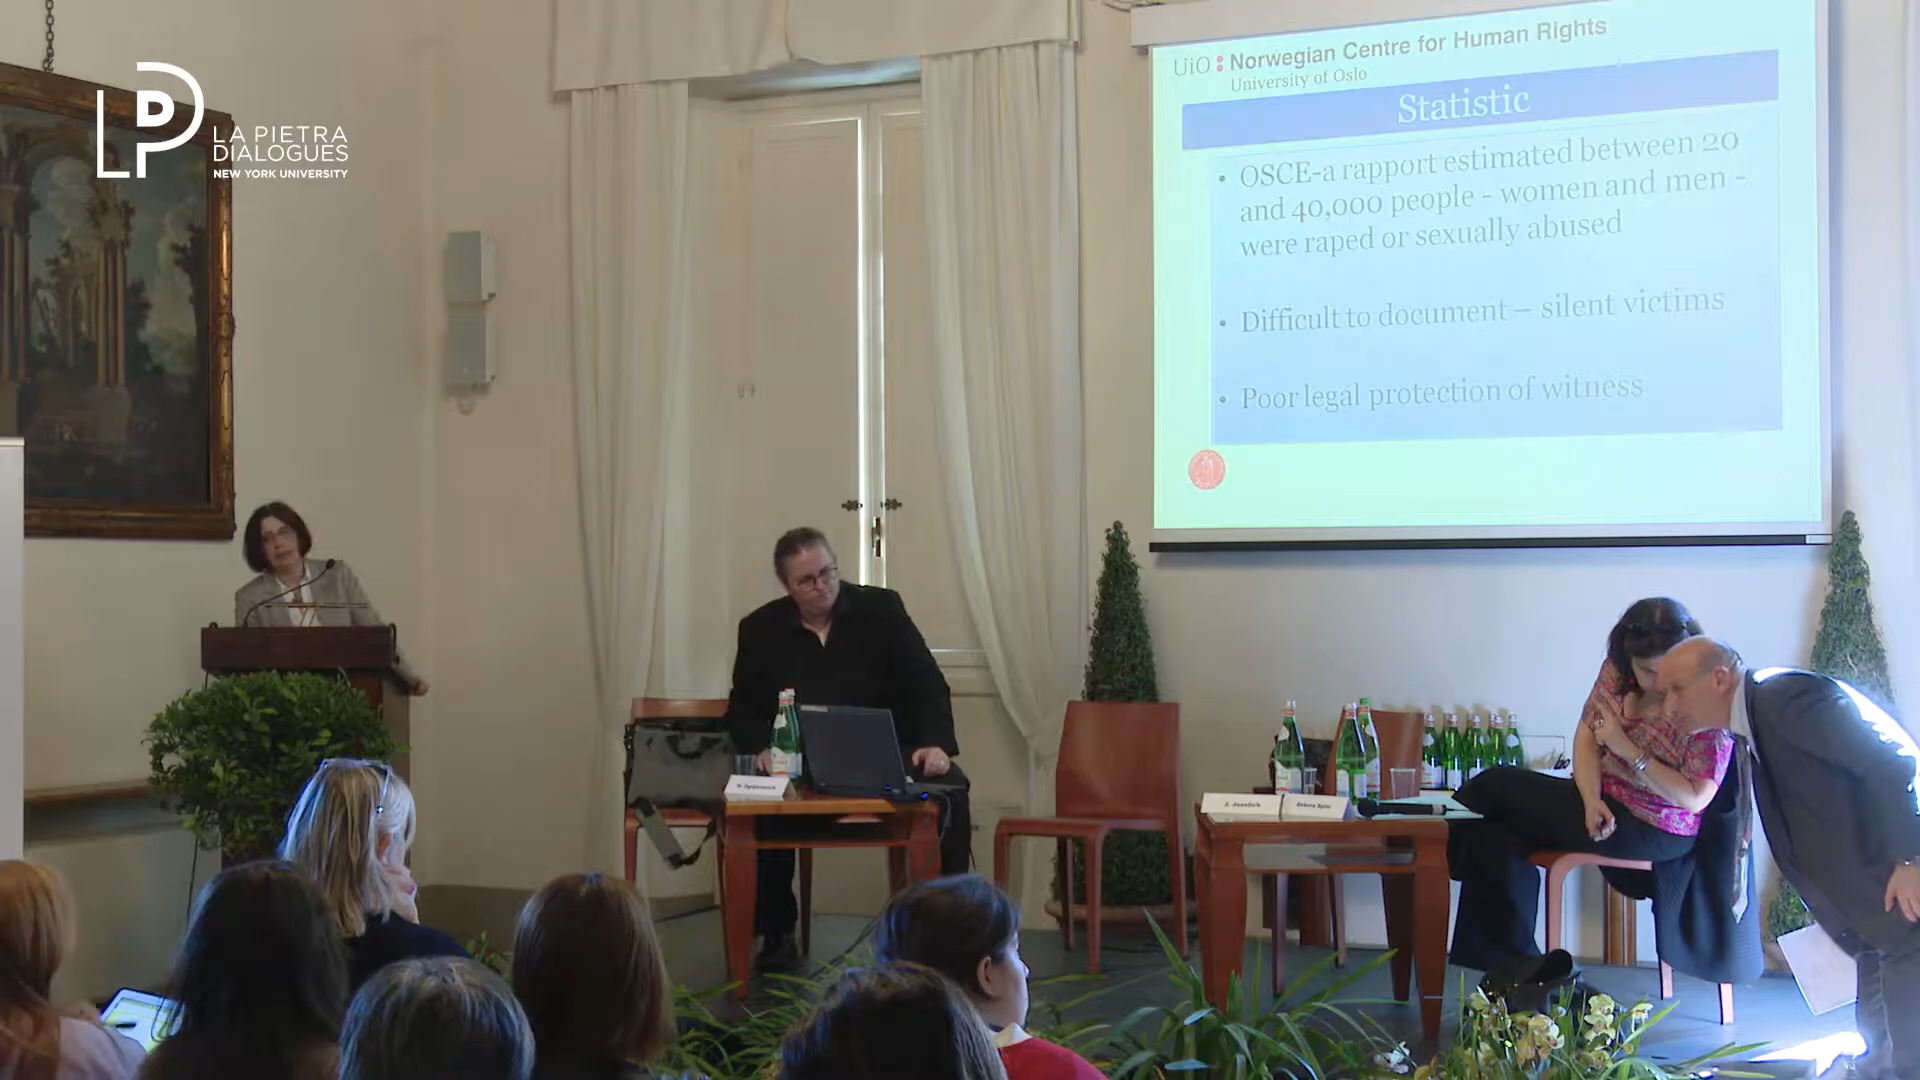 LA PIETRA
DIALOGUES
NEW YORK UNIVERSITY
UiO : Norwegian Centre for Human Rights
University of Oslo
Statistic
• OSCE-a rapport estimated between 20
and 40,000 people - women and men -
were raped or sexually abused
• Difficult to document – silent victims
• Poor legal protection of witness
Debora Spini